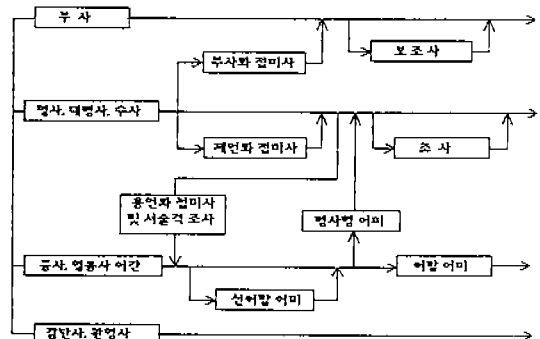 부 사
보 조 사
부사화 접미사
명사, 대명사, 수사
체언화 접미사
조 사
용언화 접미사
및 서술격 조사
명사형 어미
동사, 형용사 어간
어말 어미
선어말 어미
감탄사, 관형사